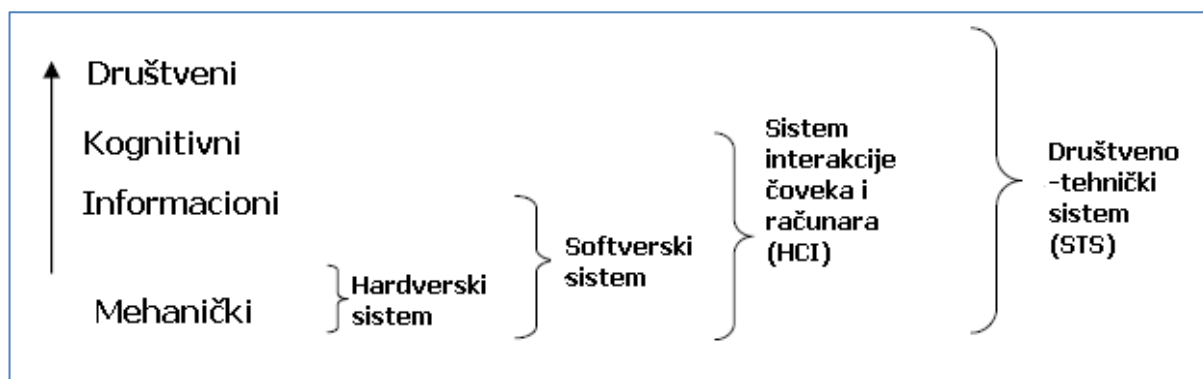 Društveni
Kognitivni
Informacioni
Mehanički
Hardverski
sistem
Softverski
sistem
Sistem
interakcije
čoveka i
računara
(HCI)
Društveno
-tehnički
sistem
(STS)